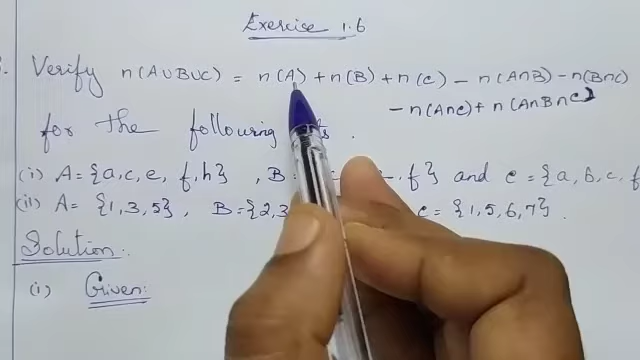 Exercise 1.6
Verify n(A∪B∪C) = n(A) + n(B) + n(C) - n(A∩B) - n(B∩C)
- n(A∩C) + n(A∩B∩C)
for the following
(i) A = {a, c, e, f, h} , B = f} and C = {a, b, c, f
(ii) A = {1, 3, 5} , B = {2, 3 C = {1, 5, 6, 7} .
Solution:
(i) Given: